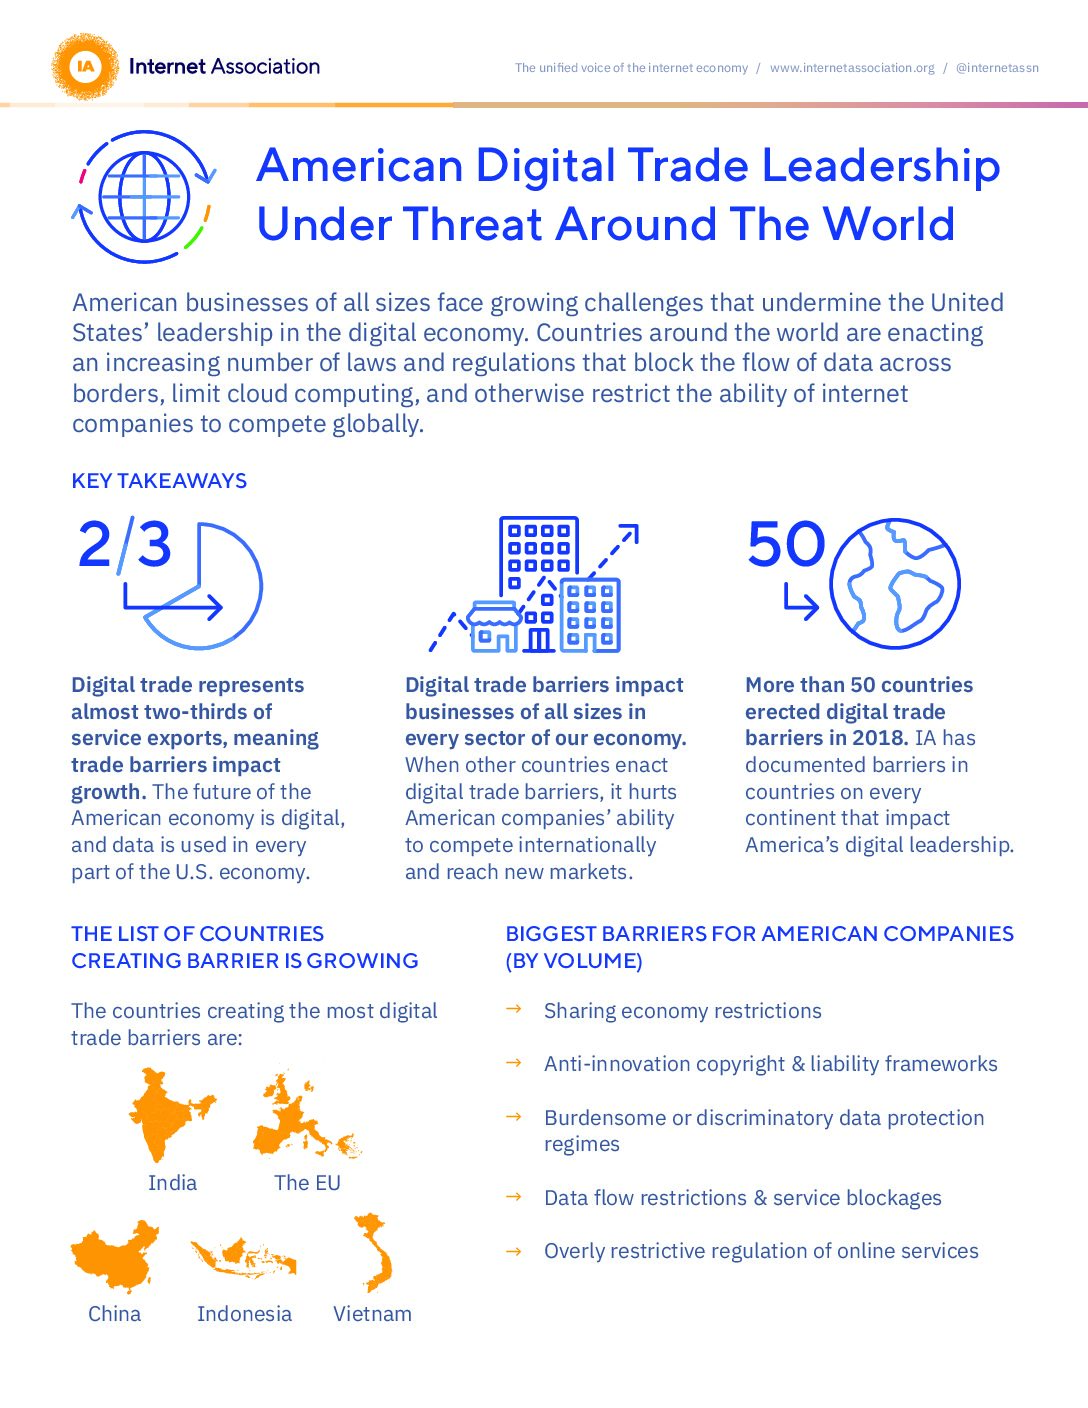 IA Internet Association
The unified voice of the internet economy / www.internetassociation.org / @internetassn
American Digital Trade Leadership
Under Threat Around The World
American businesses of all sizes face growing challenges that undermine the United
States’ leadership in the digital economy. Countries around the world are enacting
an increasing number of laws and regulations that block the flow of data across
borders, limit cloud computing, and otherwise restrict the ability of internet
companies to compete globally.
KEY TAKEAWAYS
2/3
Digital trade represents
almost two-thirds of
service exports, meaning
trade barriers impact
growth. The future of the
American economy is digital,
and data is used in every
part of the U.S. economy.
Digital trade barriers impact
businesses of all sizes in
every sector of our economy.
When other countries enact
digital trade barriers, it hurts
American companies’ ability
to compete internationally
and reach new markets.
50
More than 50 countries
erected digital trade
barriers in 2018. IA has
documented barriers in
countries on every
continent that impact
America’s digital leadership.
THE LIST OF COUNTRIES
CREATING BARRIER IS GROWING
The countries creating the most digital
trade barriers are:
India
The EU
China
Indonesia
Vietnam
BIGGEST BARRIERS FOR AMERICAN COMPANIES
(BY VOLUME)
→ Sharing economy restrictions
→ Anti-innovation copyright & liability frameworks
→ Burdensome or discriminatory data protection
regimes
→ Data flow restrictions & service blockages
→ Overly restrictive regulation of online services